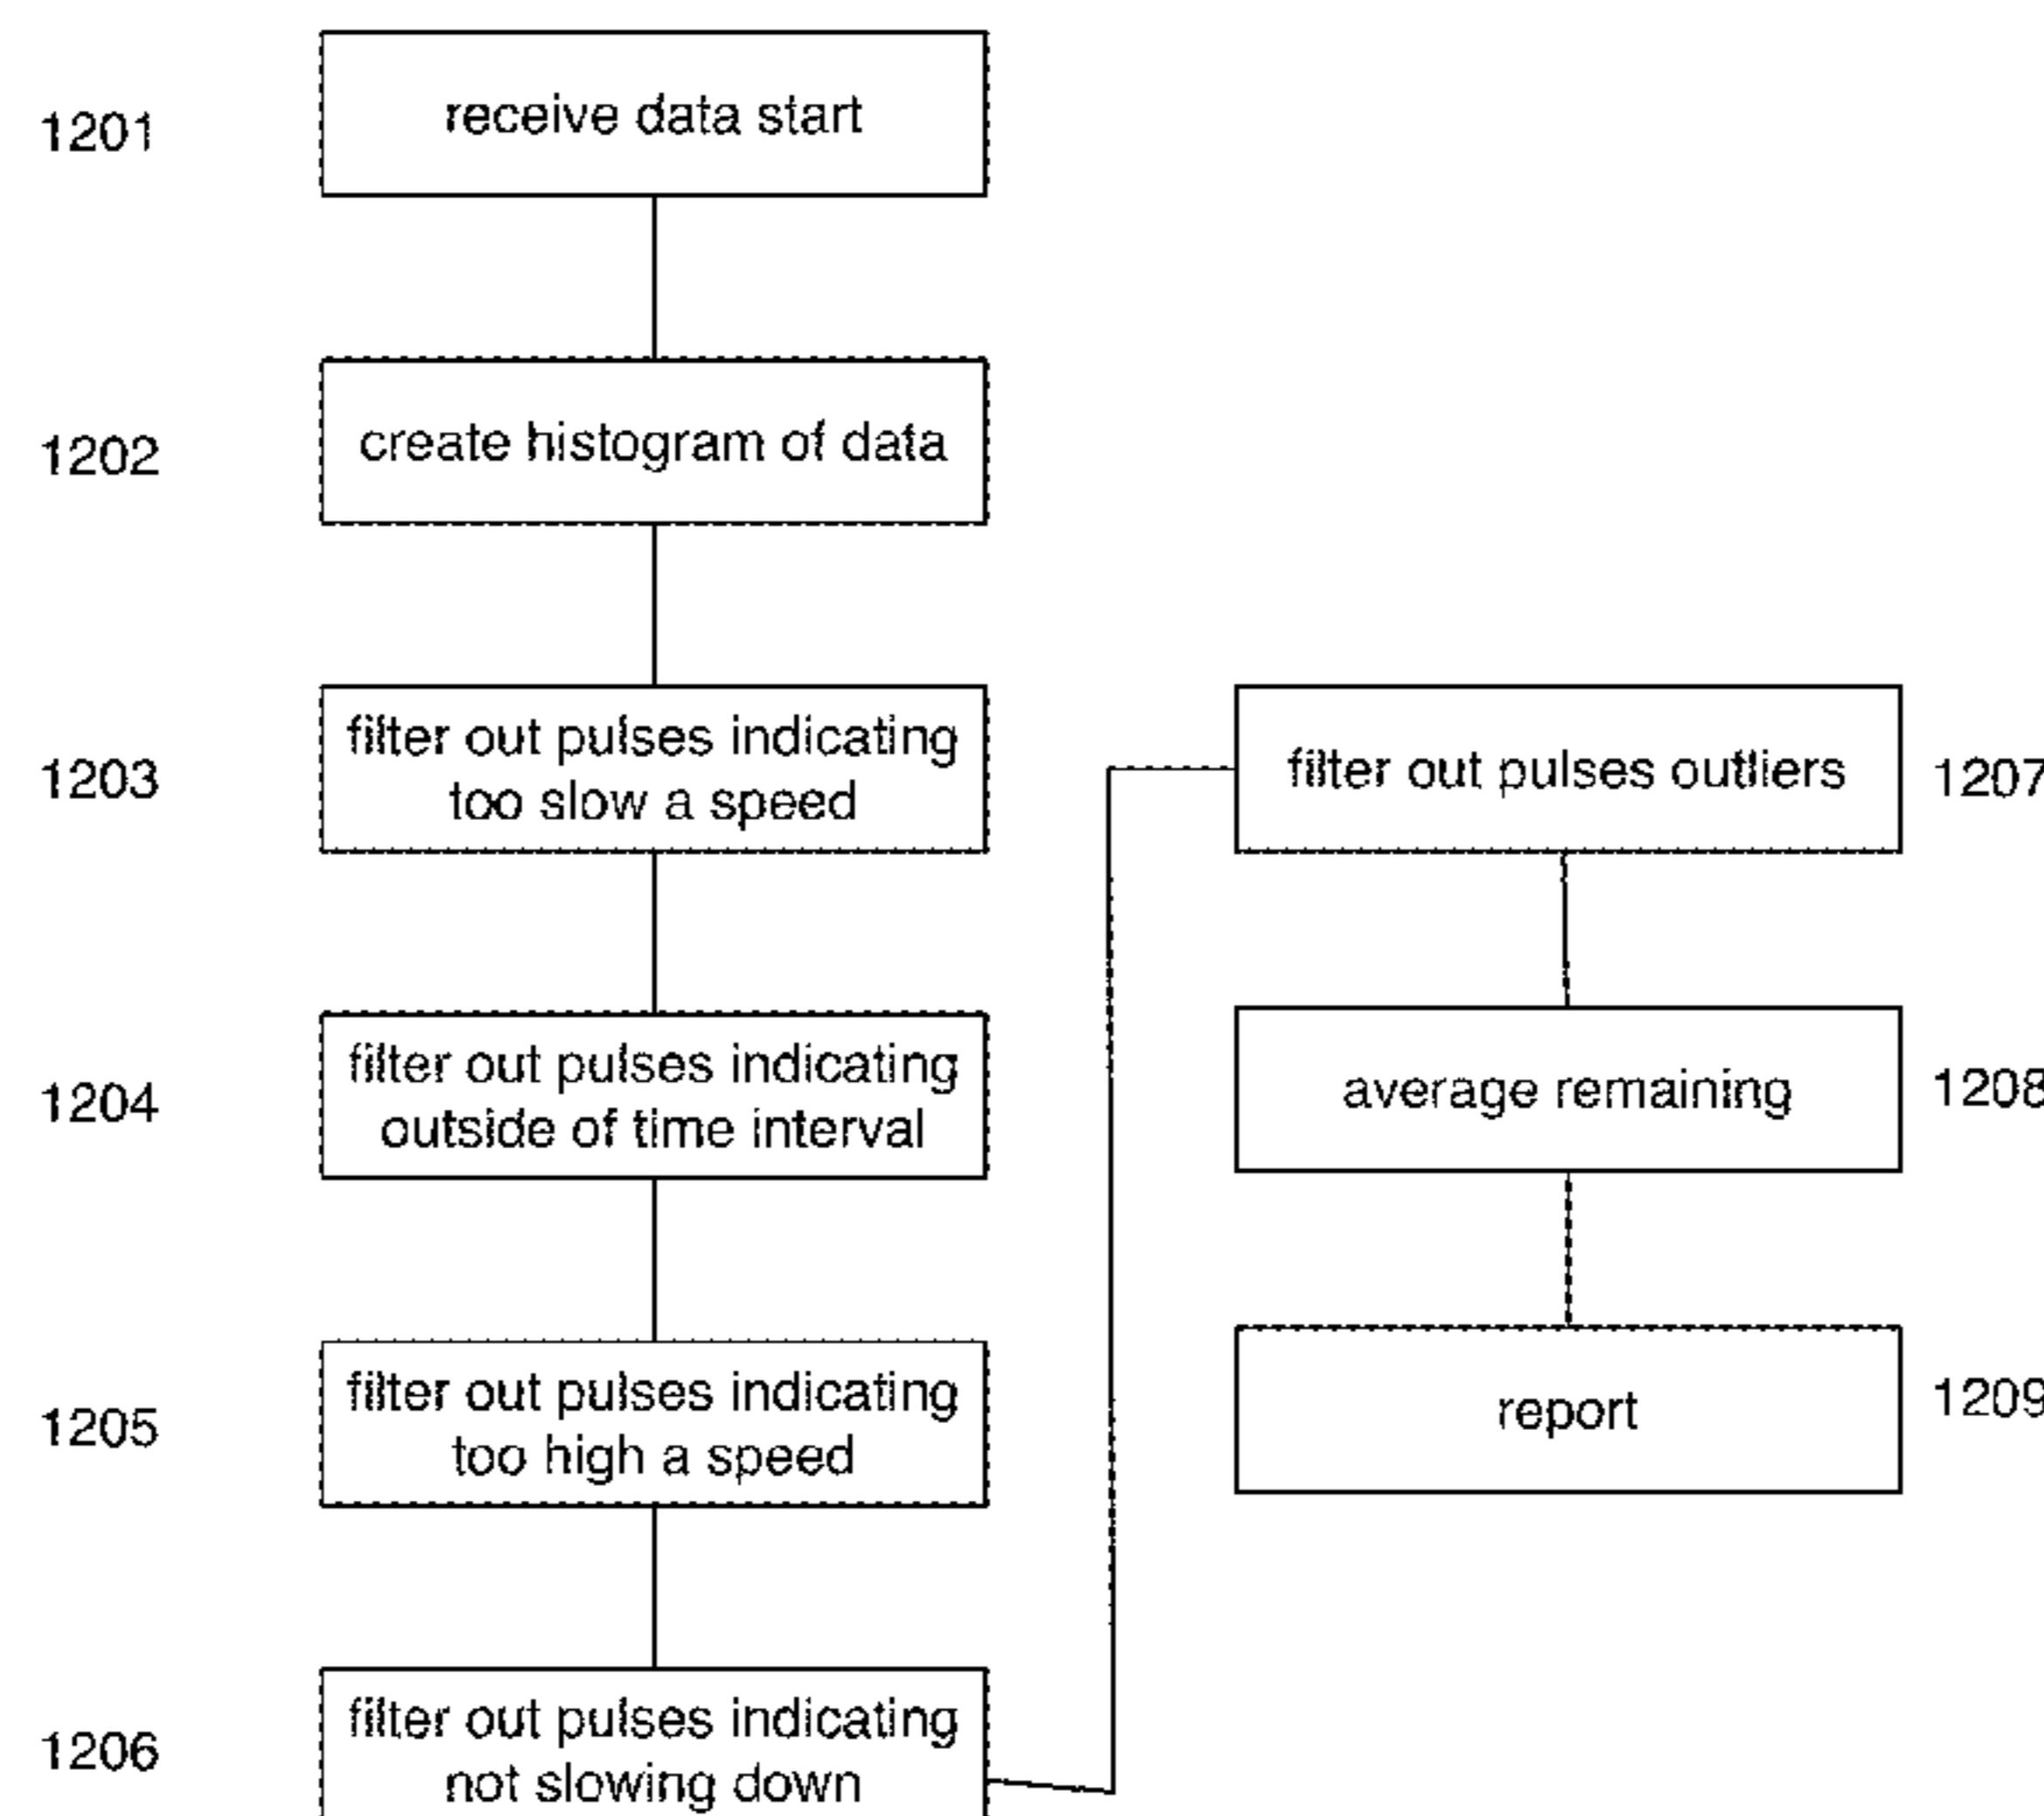 1201
receive data start
1202
create histogram of data
1203
filter out pulses indicating
too slow a speed
1204
filter out pulses indicating
outside of time interval
1205
filter out pulses indicating
too high a speed
1206
filter out pulses indicating
not slowing down
filter out pulses outliers
1207
average remaining
1208
report
1209